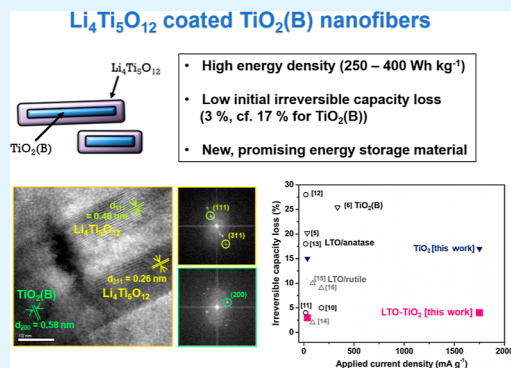 Li₄Ti₅O₁₂ coated TiO₂(B) nanofibers
Li₄Ti₅O₁₂
TiO₂(B)
• High energy density (250 – 400 Wh kg⁻¹)
• Low initial irreversible capacity loss
(3 %, cf. 17 % for TiO₂(B))
• New, promising energy storage material
d₁₁₁
= 0.48 nm
Li₄Ti₅O₁₂
d₃₁₁ = 0.26 nm
Li₄Ti₅O₁₂
TiO₂(B)
d₂₀₀ = 0.58 nm
10 nm
(111)
(311)
(200)
Irreversible capacity loss (%)
30
25
20
15
10
5
0
[12]
[6] TiO₂(B)
[5]
[13] LTO/anatase
TiO₂ [this work]
[15] LTO/rutile
[16]
[11]
[10]
LTO-TiO₂ [this work]
[14]
0
500
1000
1500
2000
Applied current density (mA g⁻¹)